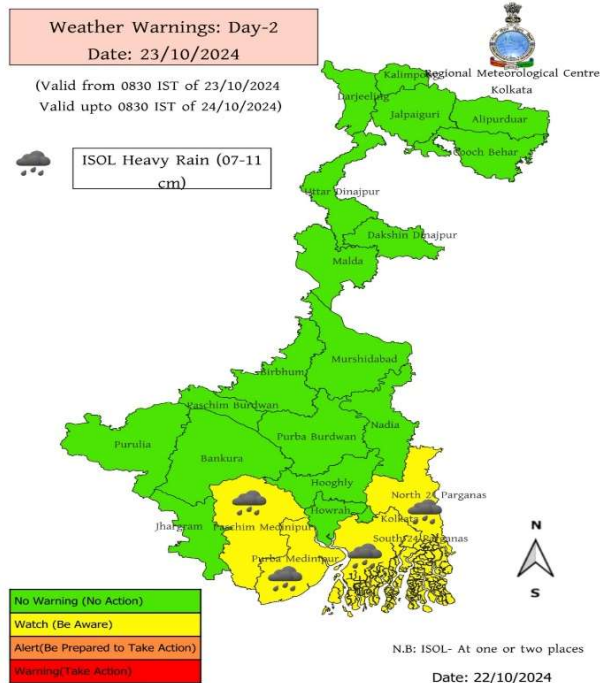 Weather Warnings: Day-2
Date: 23/10/2024
(Valid from 0830 IST of 23/10/2024
Valid upto 0830 IST of 24/10/2024)
Regional Meteorological Centre
Kolkata
ISOL Heavy Rain (07-11
cm)
Kalimpong
Darjeeling
Jalpaiguri
Alipurduar
Cooch Behar
Uttar Dinajpur
Dakshin Dinajpur
Malda
Murshidabad
Birbhum
Paschim Burdwan
Purulia
Bankura
Purba Burdwan
Nadia
Hooghly
North 24 Parganas
Howrah
Kolkata
Jhargram
Paschim Medinipur
South 24 Parganas
Purba Medinipur
N
S
No Warning (No Action)
Watch (Be Aware)
Alert(Be Prepared to Take Action)
Warning(Take Action)
N.B: ISOL- At one or two places
Date: 22/10/2024